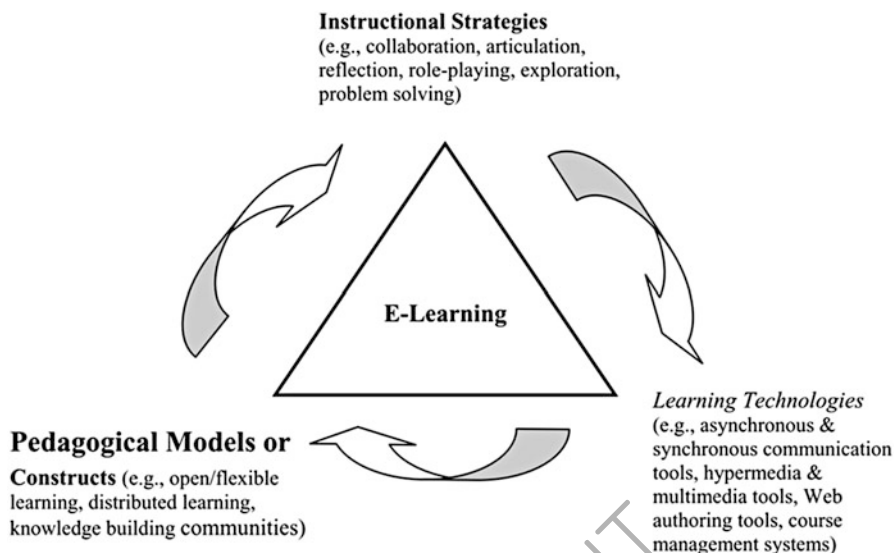 Instructional Strategies
(e.g., collaboration, articulation,
reflection, role-playing, exploration,
problem solving)
E-Learning
Pedagogical Models or
Constructs (e.g., open/flexible
learning, distributed learning,
knowledge building communities)
Learning Technologies
(e.g., asynchronous &
synchronous communication
tools, hypermedia &
multimedia tools, Web
authoring tools, course
management systems)